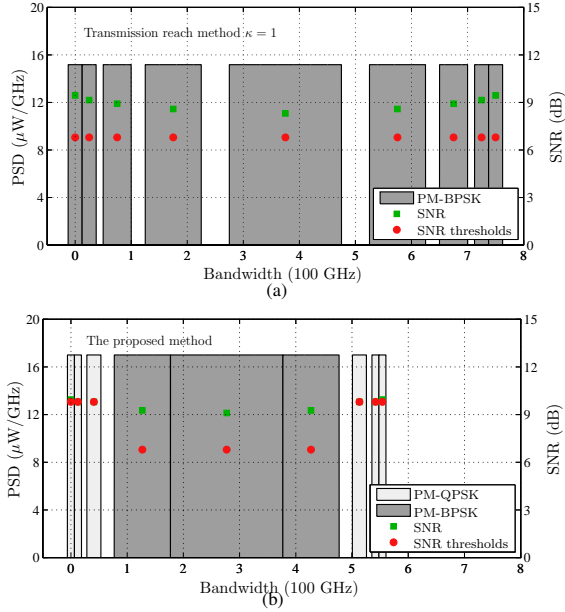 20
16
12
8
4
0
PSD (μW/GHz)
Transmission reach method κ = 1
15
12
9
6
3
0
SNR (dB)
PM-BPSK
SNR
SNR thresholds
0 1 2 3 4 5 6 7 8
Bandwidth (100 GHz)
(a)
20
16
12
8
4
0
PSD (μW/GHz)
The proposed method
15
12
9
6
3
0
SNR (dB)
PM-QPSK
PM-BPSK
SNR
SNR thresholds
0 1 2 3 4 5 6 7 8
Bandwidth (100 GHz)
(b)